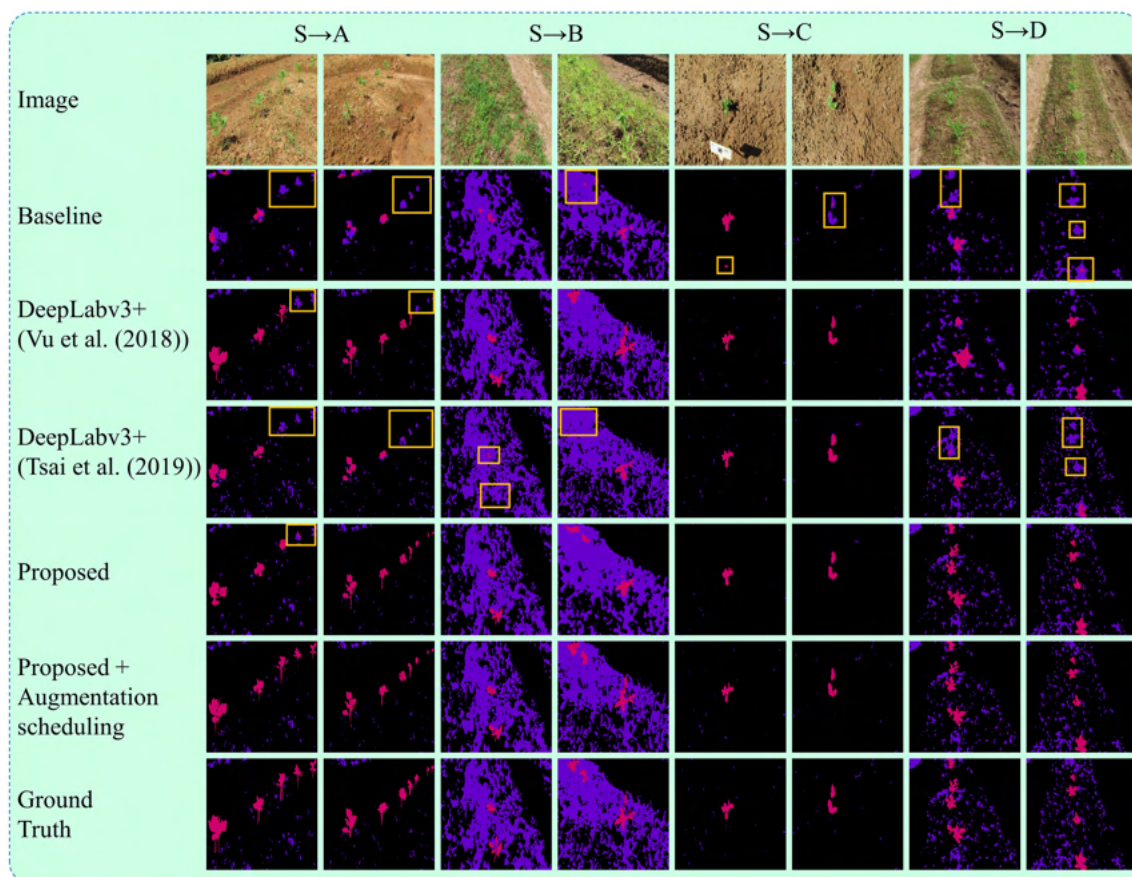 S→A S→B S→C S→D
Image
Baseline
DeepLabv3+
(Vu et al. (2018))
DeepLabv3+
(Tsai et al. (2019))
Proposed
Proposed +
Augmentation
scheduling
Ground
Truth